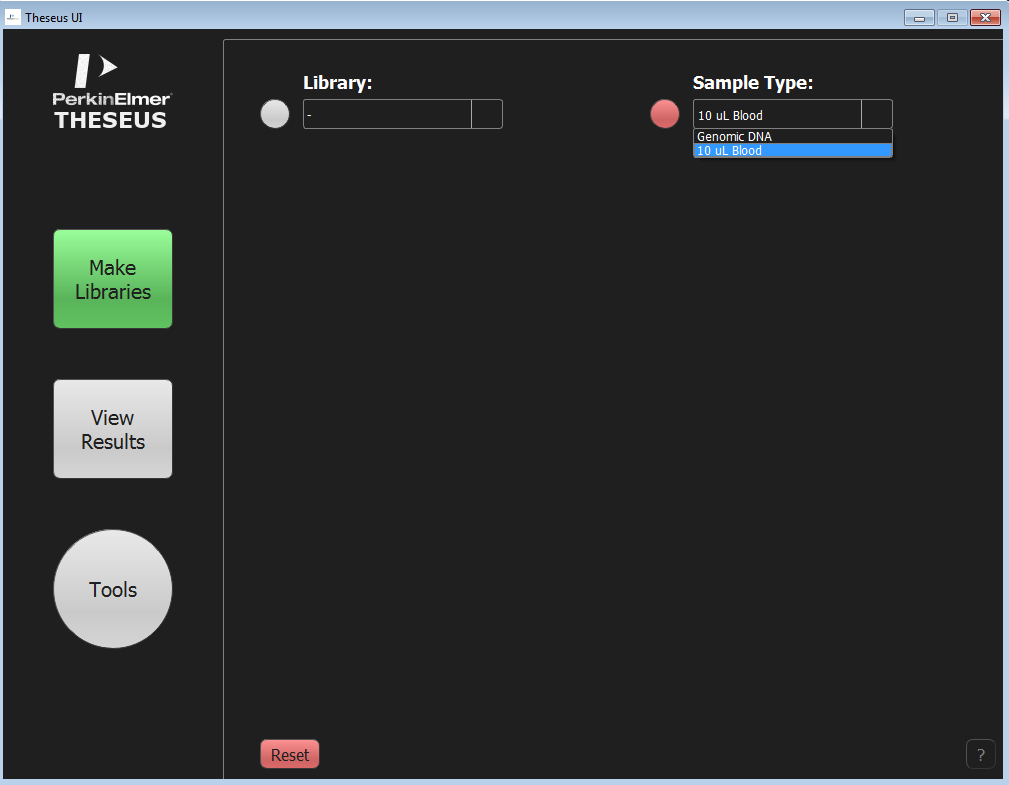 Theseus UI
PerkinElmer
THESEUS
Library:
-
Sample Type:
10 uL Blood
Genomic DNA
10 uL Blood
Make
Libraries
View
Results
Tools
Reset
?